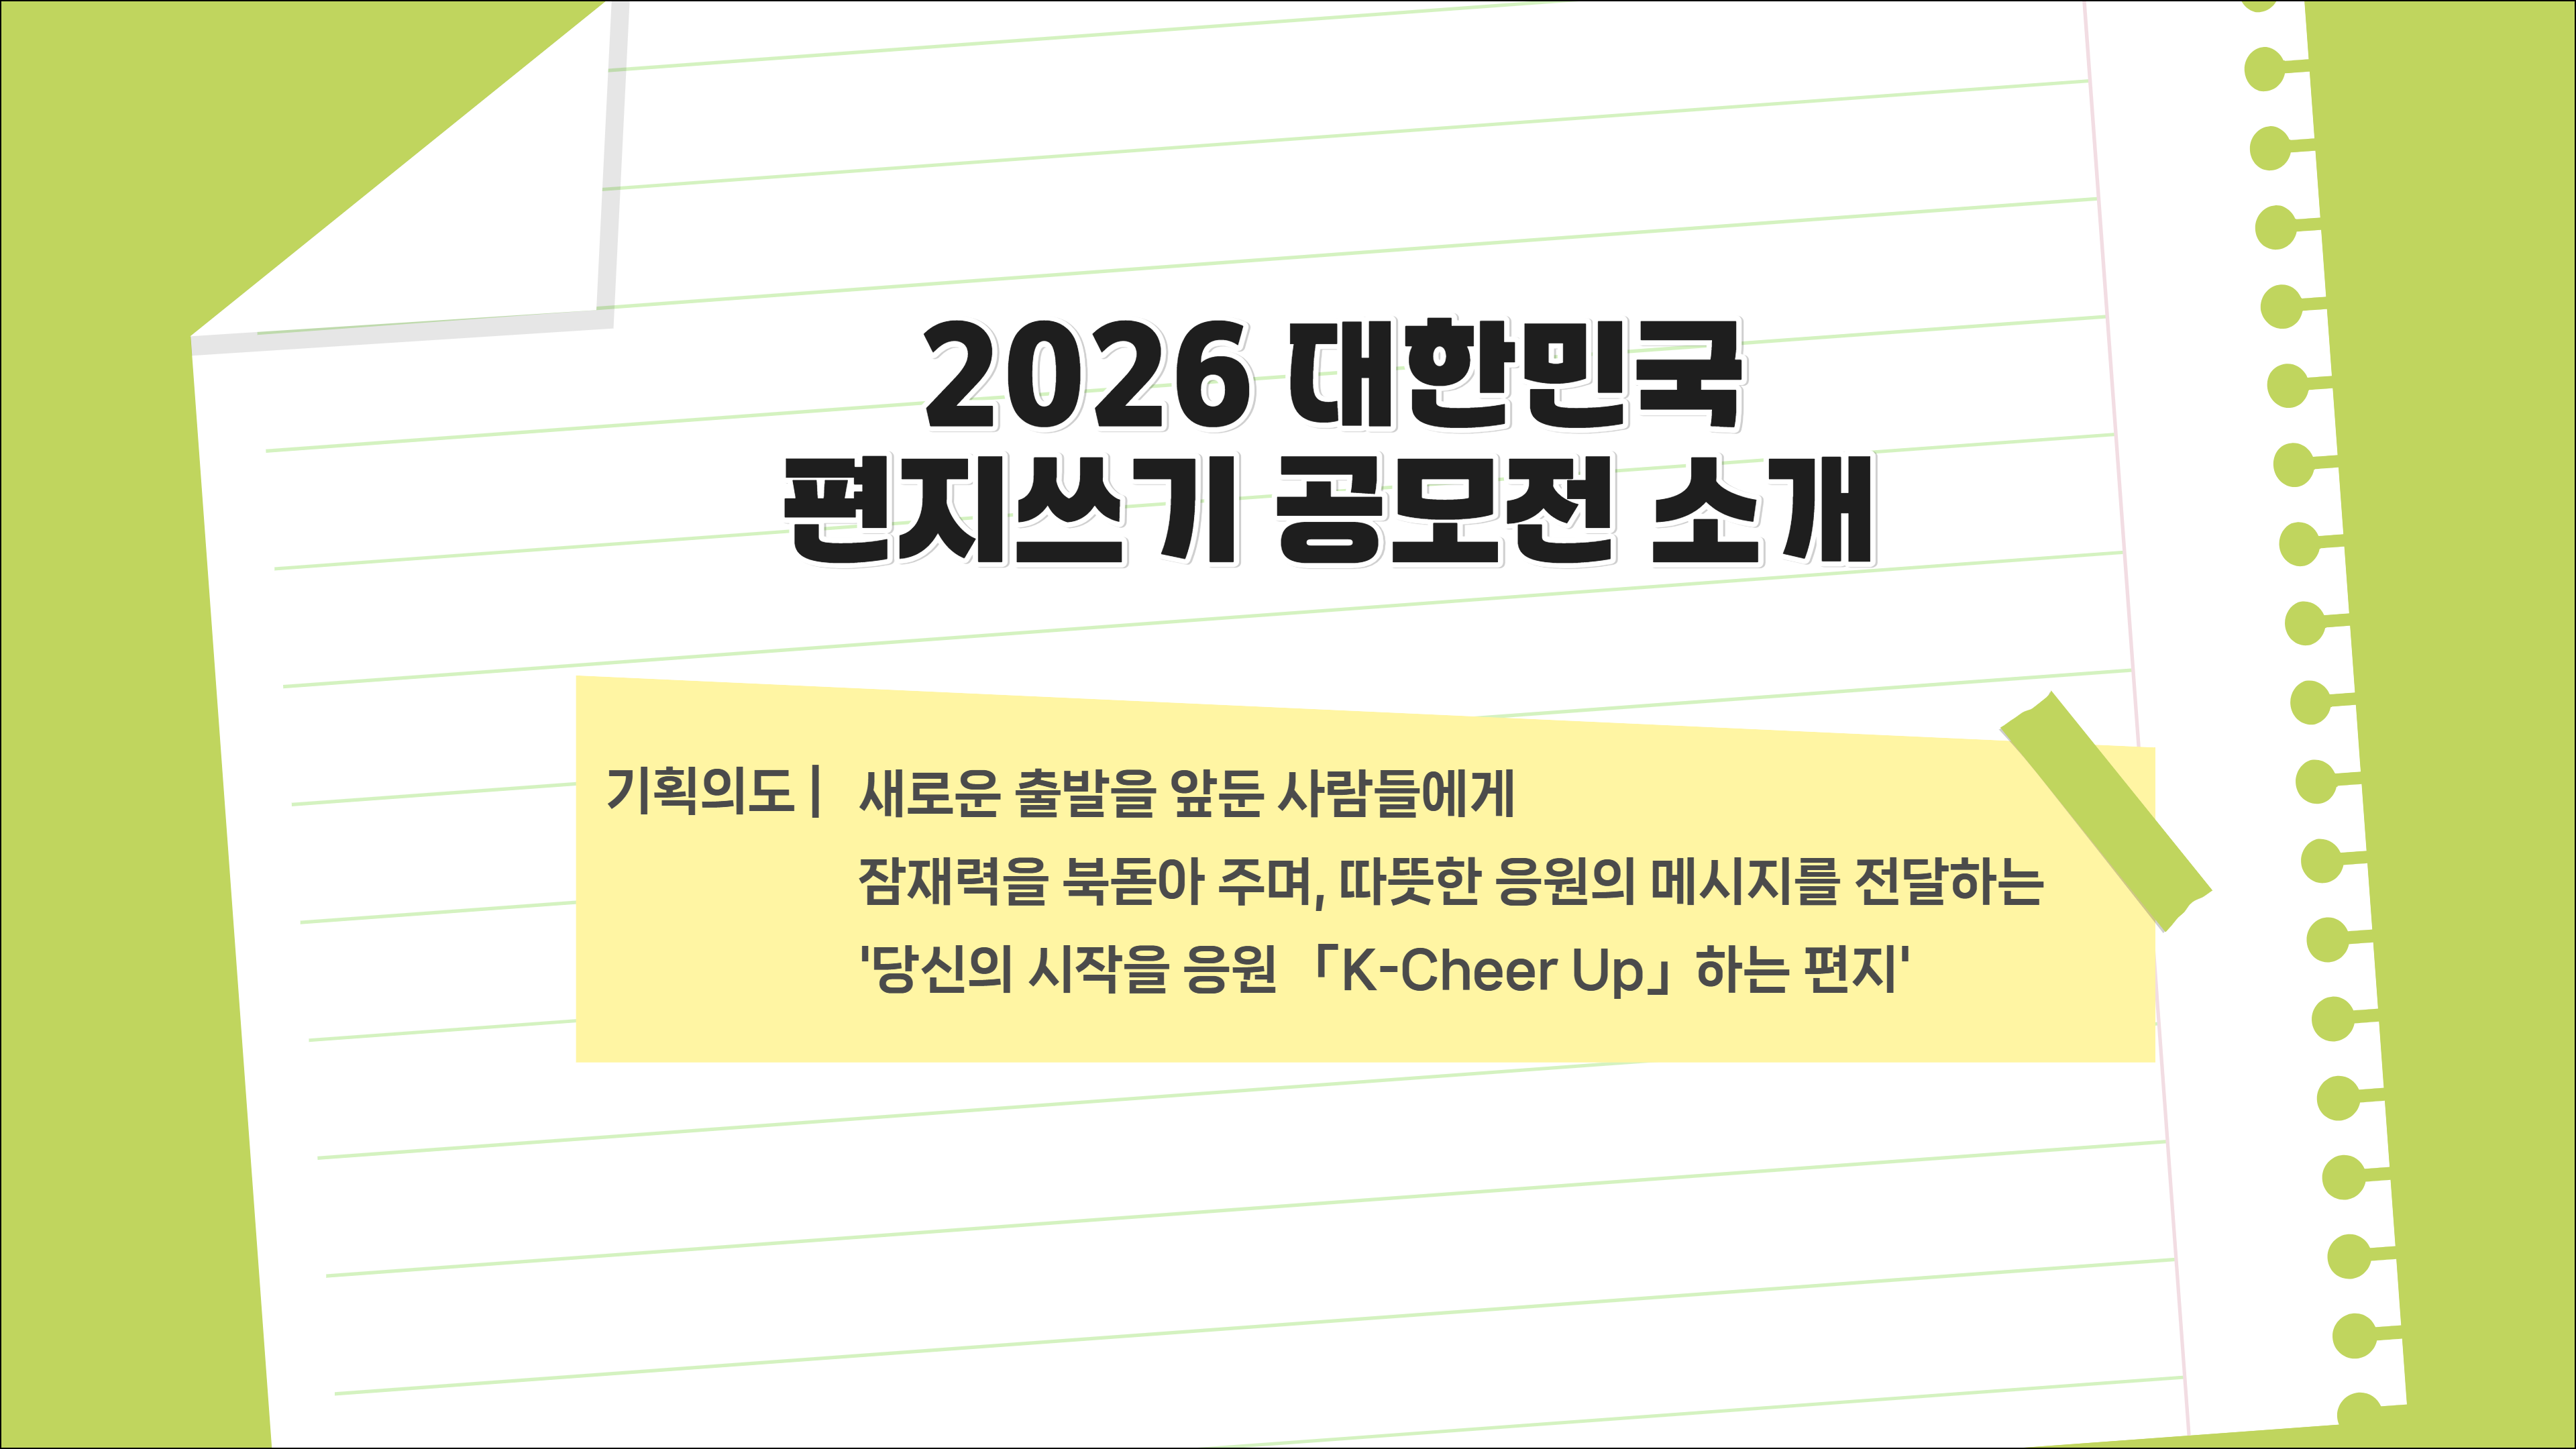 2026 대한민국
편지쓰기 공모전 소개
기획의도 | 새로운 출발을 앞둔 사람들에게
잠재력을 북돋아 주며, 따뜻한 응원의 메시지를 전달하는
'당신의 시작을 응원 「K-Cheer Up」 하는 편지'